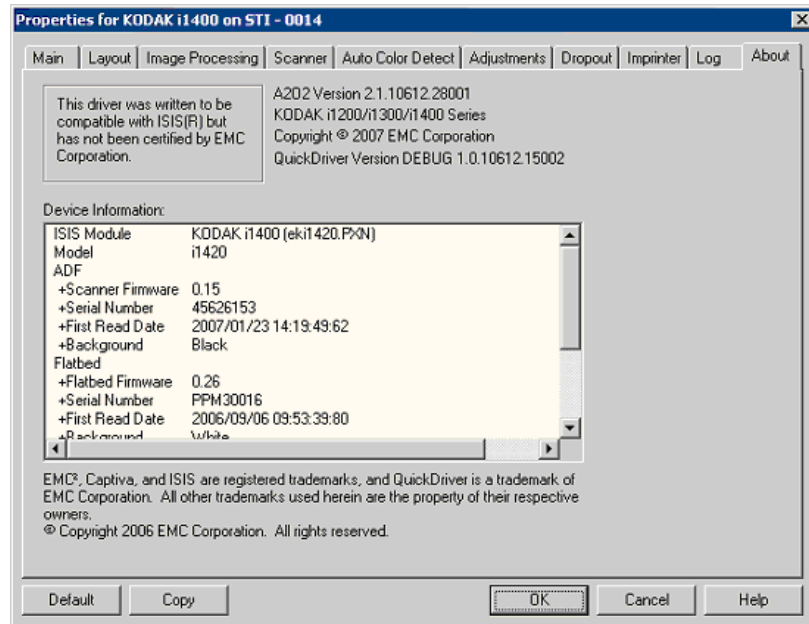 Properties for KODAK i1400 on STI - 0014
Main Layout Image Processing Scanner Auto Color Detect Adjustments Dropout Imprinter Log About
This driver was written to be
compatible with ISIS(R) but
has not been certified by EMC
Corporation.
A2D2 Version 2.1.10612.28001
KODAK i1200/i1300/i1400 Series
Copyright © 2007 EMC Corporation
QuickDriver Version DEBUG 1.0.10612.15002
Device Information:
ISIS Module KODAK i1400 (eki1420.PXN)
Model i1420
ADF
+Scanner Firmware 0.15
+Serial Number 45626153
+First Read Date 2007/01/23 14:19:49:62
+Background Black
Flatbed
+Flatbed Firmware 0.26
+Serial Number PPM30016
+First Read Date 2006/09/06 09:53:39:80
+Background White
EMC², Captiva, and ISIS are registered trademarks, and QuickDriver is a trademark of
EMC Corporation. All other trademarks used herein are the property of their respective
owners.
© Copyright 2006 EMC Corporation. All rights reserved.
Default Copy OK Cancel Help